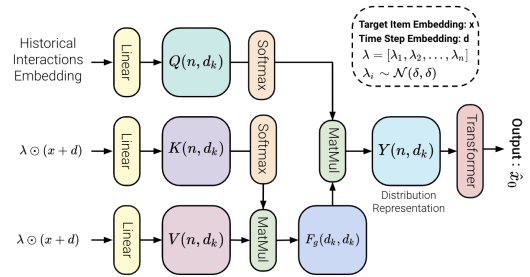 Target Item Embedding: x
Time Step Embedding: d
λ = [λ₁, λ₂, . . . , λₙ]
λᵢ ∼ 𝒩(δ, δ)
Historical
Interactions
Embedding
Linear
Q(n, dₖ)
Softmax
λ ⊙ (x + d)
Linear
K(n, dₖ)
Softmax
MatMul
Y(n, dₖ)
Distribution
Representation
Transformer
Output: x̂₀
λ ⊙ (x + d)
Linear
V(n, dₖ)
MatMul
F_g(dₖ, dₖ)